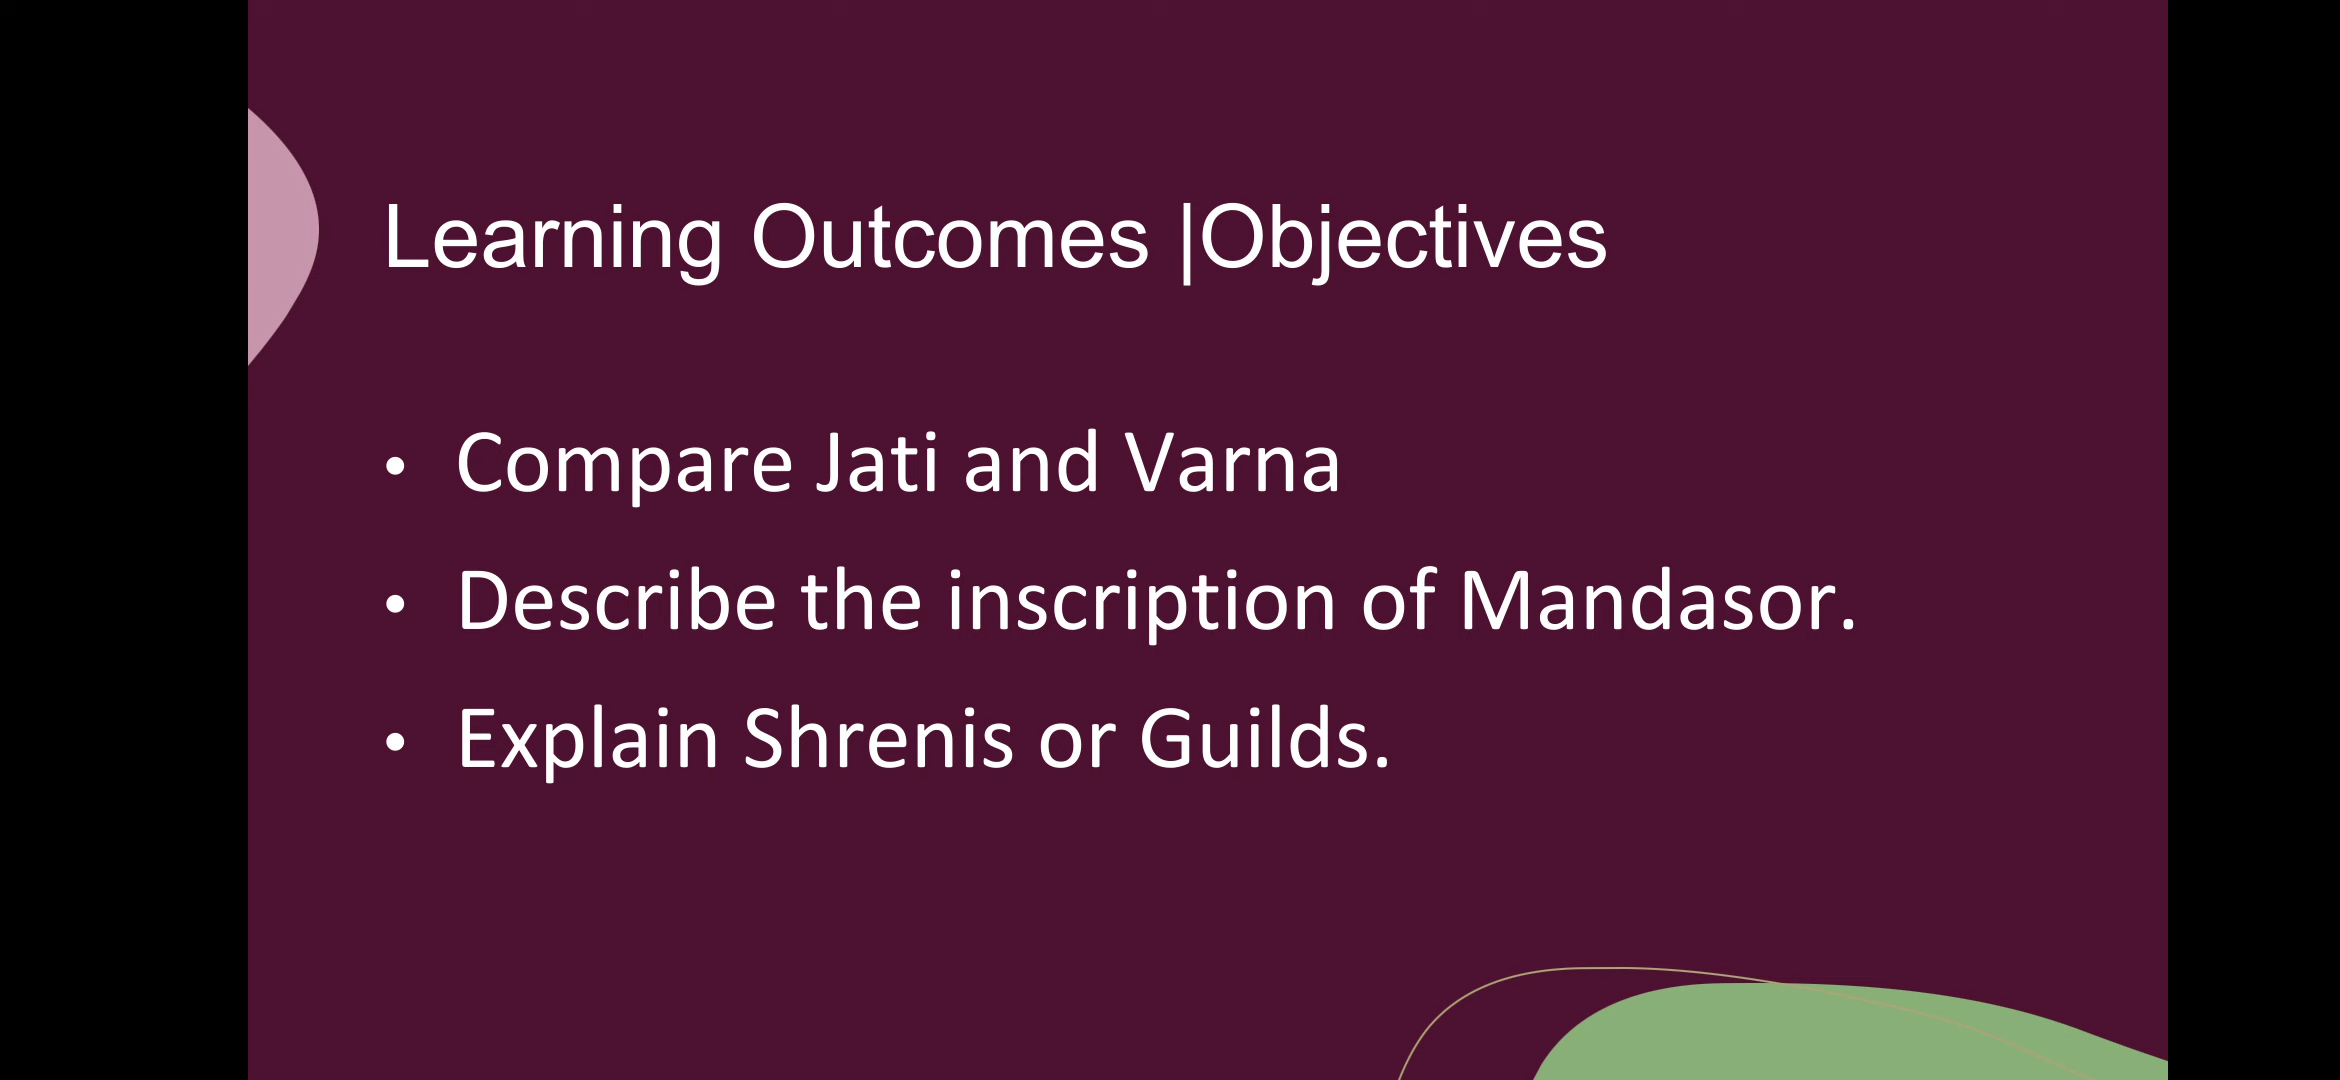 Learning Outcomes |Objectives
• Compare Jati and Varna
• Describe the inscription of Mandasor.
• Explain Shrenis or Guilds.